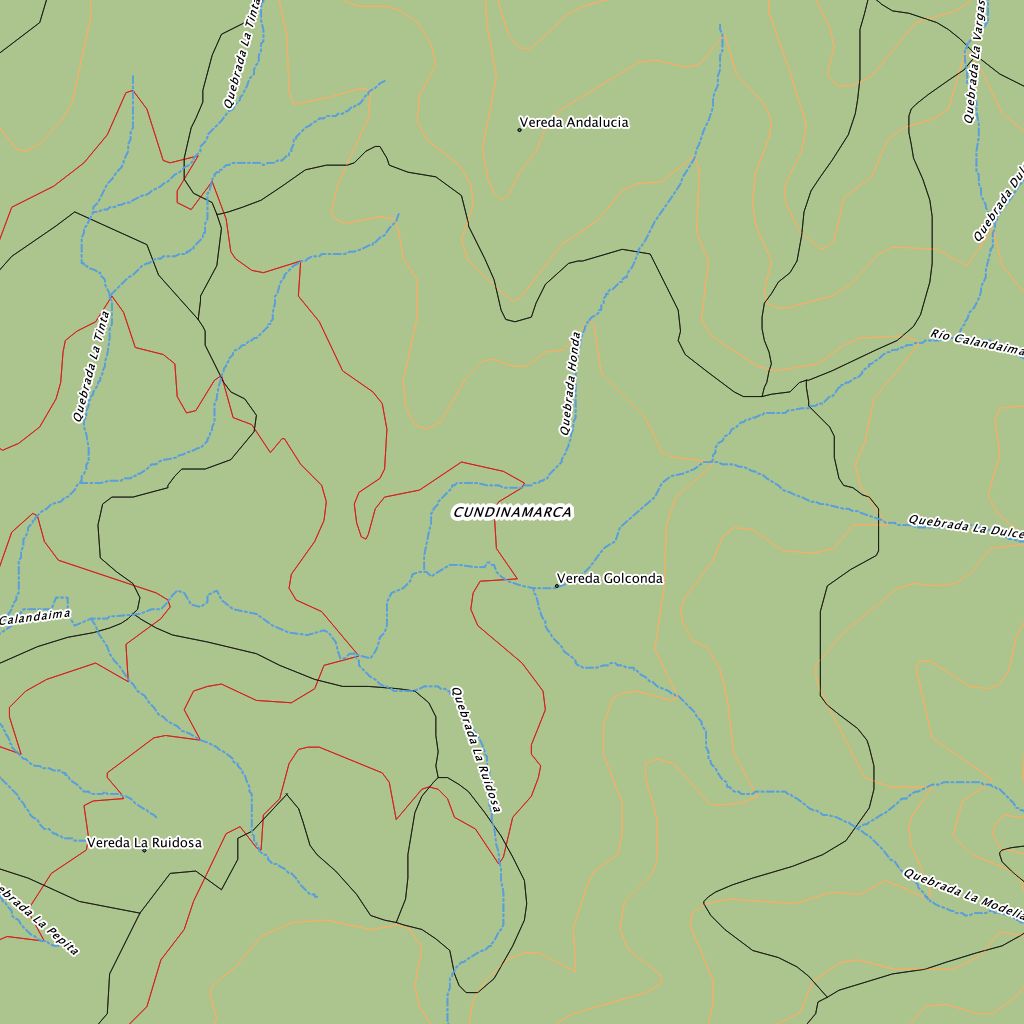 Quebrada La Tinta
Quebrada La Vargas
Vereda Andalucia
Quebrada Dul
Río Calandaima
Quebrada La Tinta
Quebrada Honda
CUNDINAMARCA
Quebrada La Dulce
Vereda Golconda
Calandaima
Quebrada La Ruidosa
Vereda La Ruidosa
Quebrada La Modelia
ebrada La Pepita